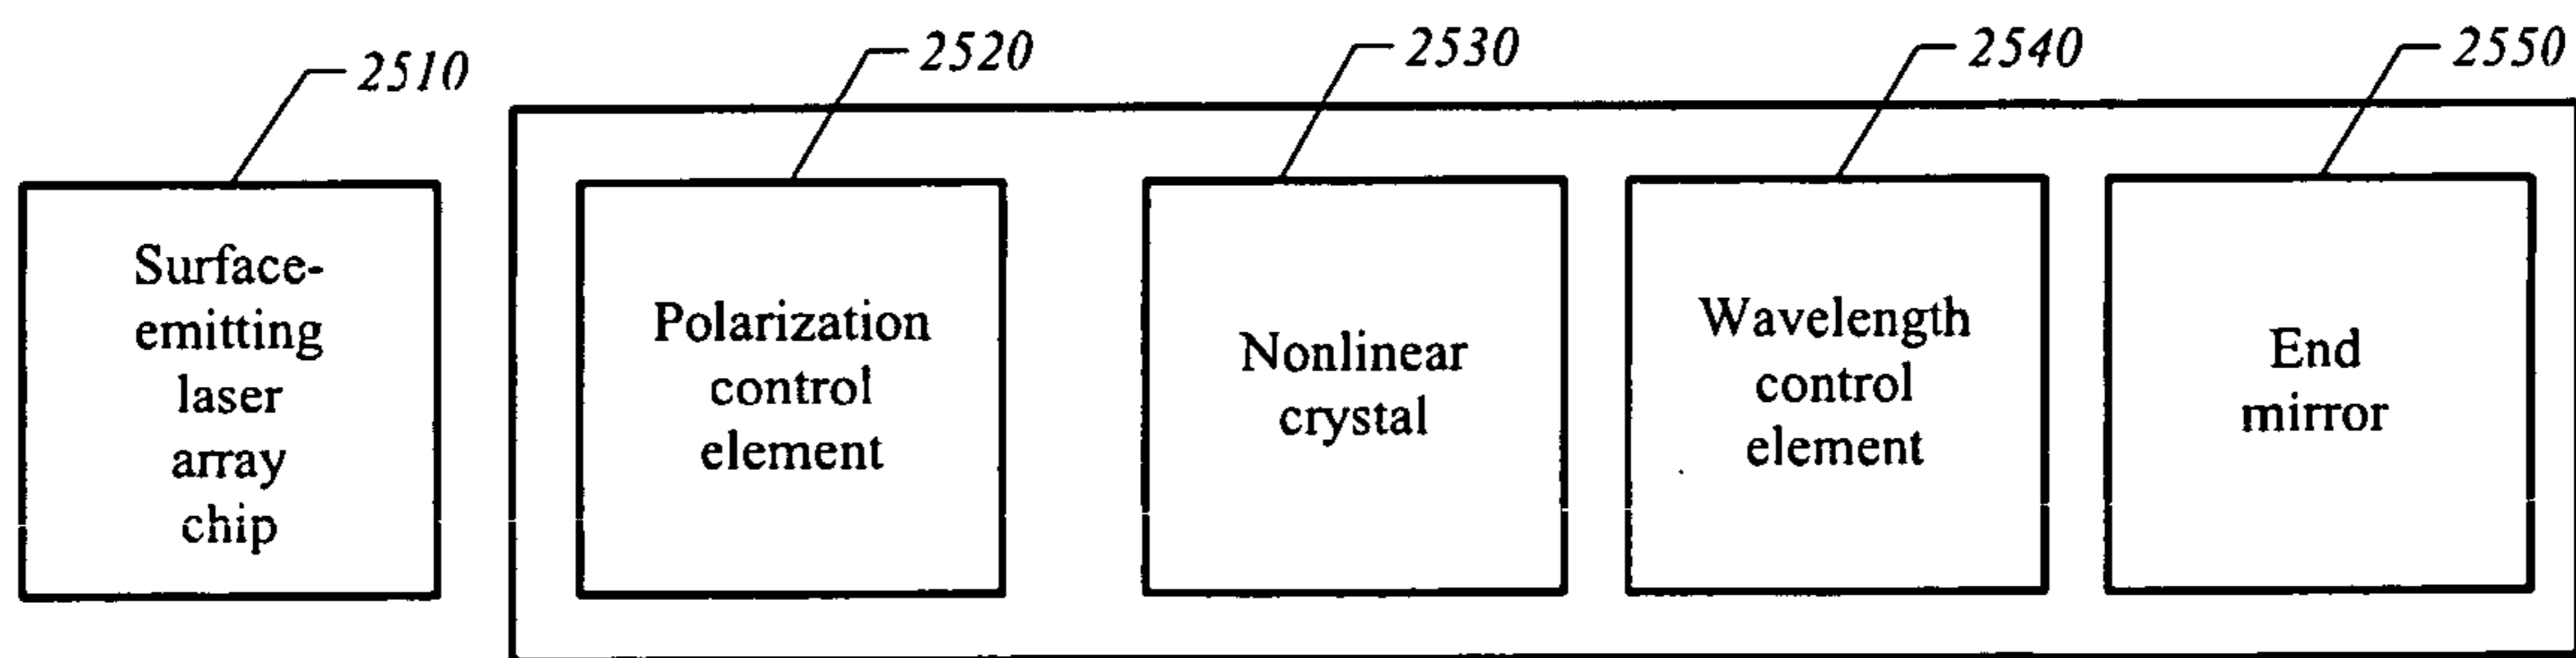 2510
2520
2530
2540
2550
Surface-
emitting
laser
array
chip
Polarization
control
element
Nonlinear
crystal
Wavelength
control
element
End
mirror